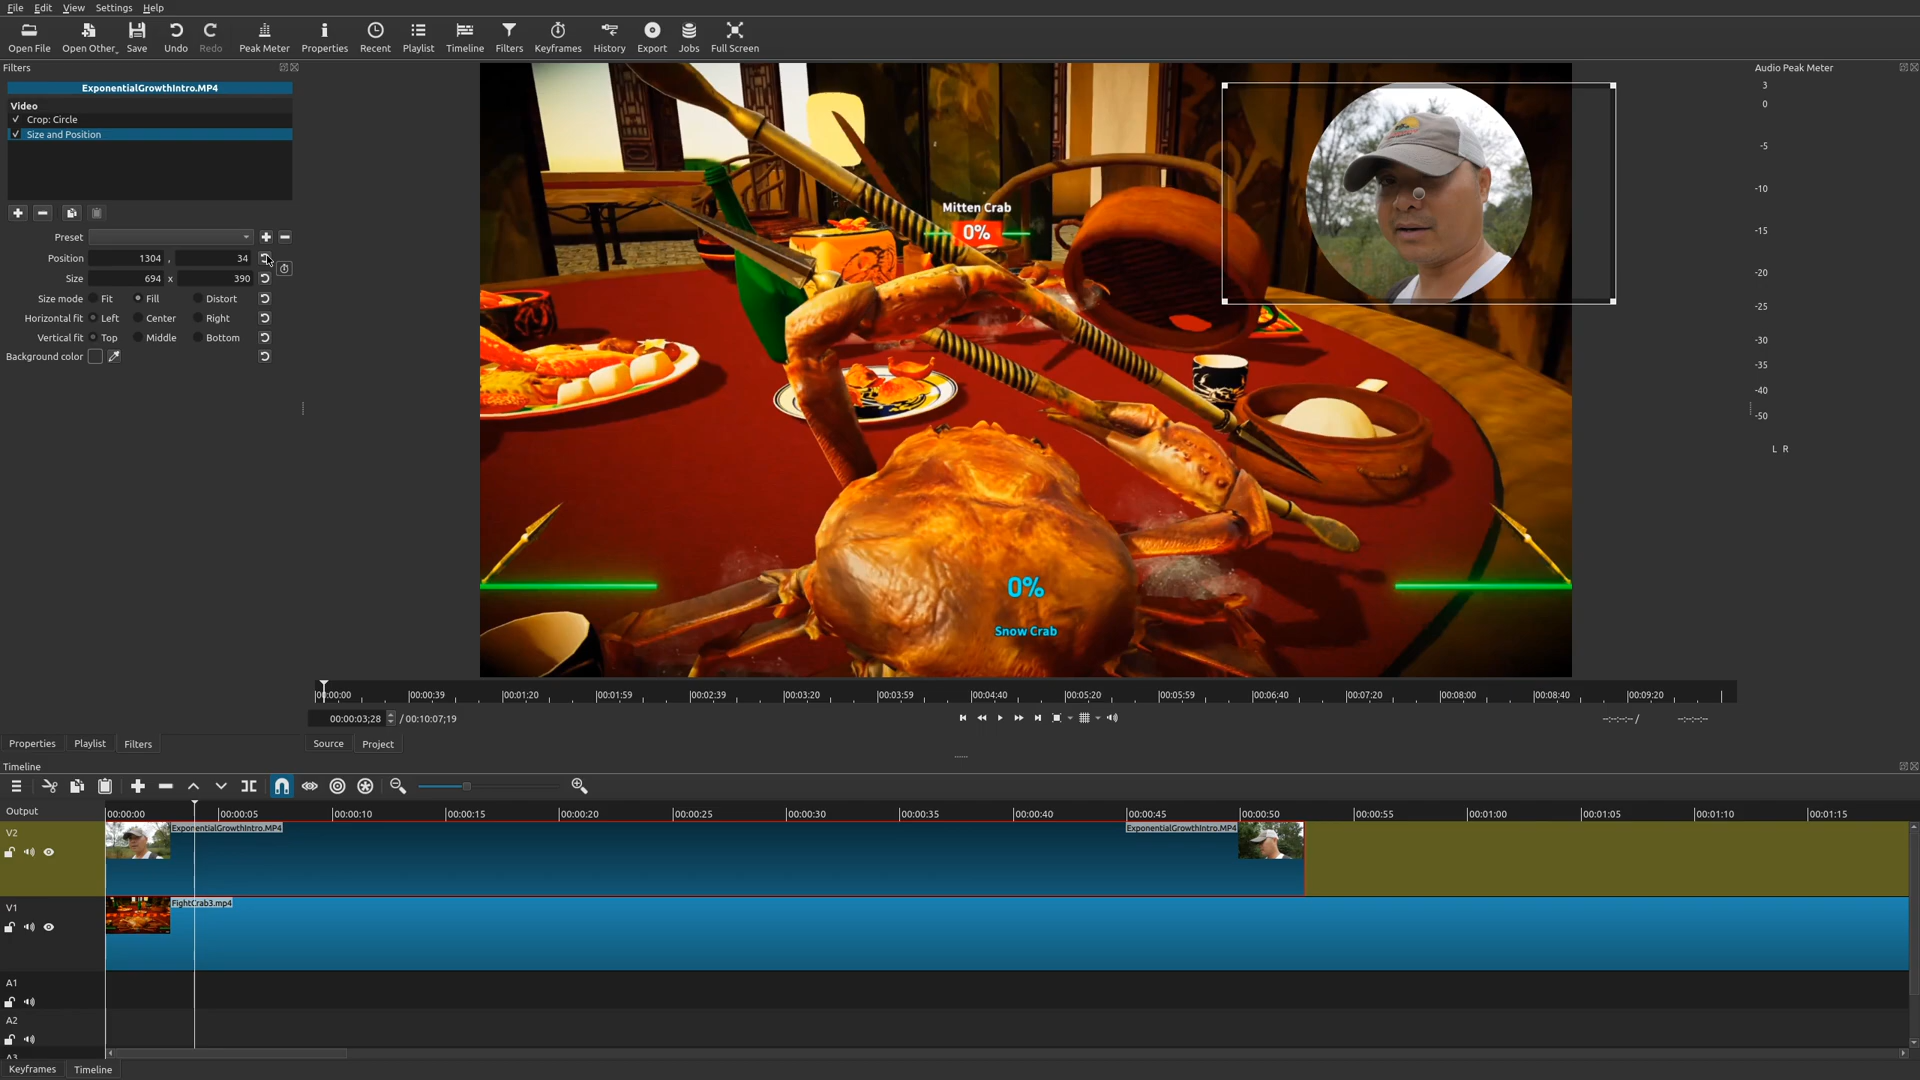 File Edit View Settings Help
Open File Open Other... Save Undo Redo Peak Meter Properties Recent Playlist Timeline Filters Keyframes History Export Jobs Full Screen
Filters
Audio Peak Meter
ExponentialGrowthIntro.MP4
Video
Crop: Circle
Size and Position
Preset
Position 1304 , 34
Size 694 x 390
Size mode Fit Fill Distort
Horizontal fit Left Center Right
Vertical fit Top Middle Bottom
Background color
Mitten Crab
0%
0%
Snow Crab
3
0
-5
-10
-15
-20
-25
-30
-35
-40
-50
L R
00:00:00 00:00:39 00:01:20 00:01:59 00:02:39 00:03:20 00:03:59 00:04:40 00:05:20 00:05:59 00:06:40 00:07:20 00:08:00 00:08:40 00:09:20
00:00:03;28 / 00:10:07;19 --:--:--:-- / --:--:--:--
Properties Playlist Filters Source Project
Timeline
Output 00:00:00 00:00:05 00:00:10 00:00:15 00:00:20 00:00:25 00:00:30 00:00:35 00:00:40 00:00:45 00:00:50 00:00:55 00:01:00 00:01:05 00:01:10 00:01:15
V2 ExponentialGrowthIntro.MP4 ExponentialGrowthIntro.MP4
V1 FightCrab3.mp4
A1
A2
A3
Keyframes Timeline